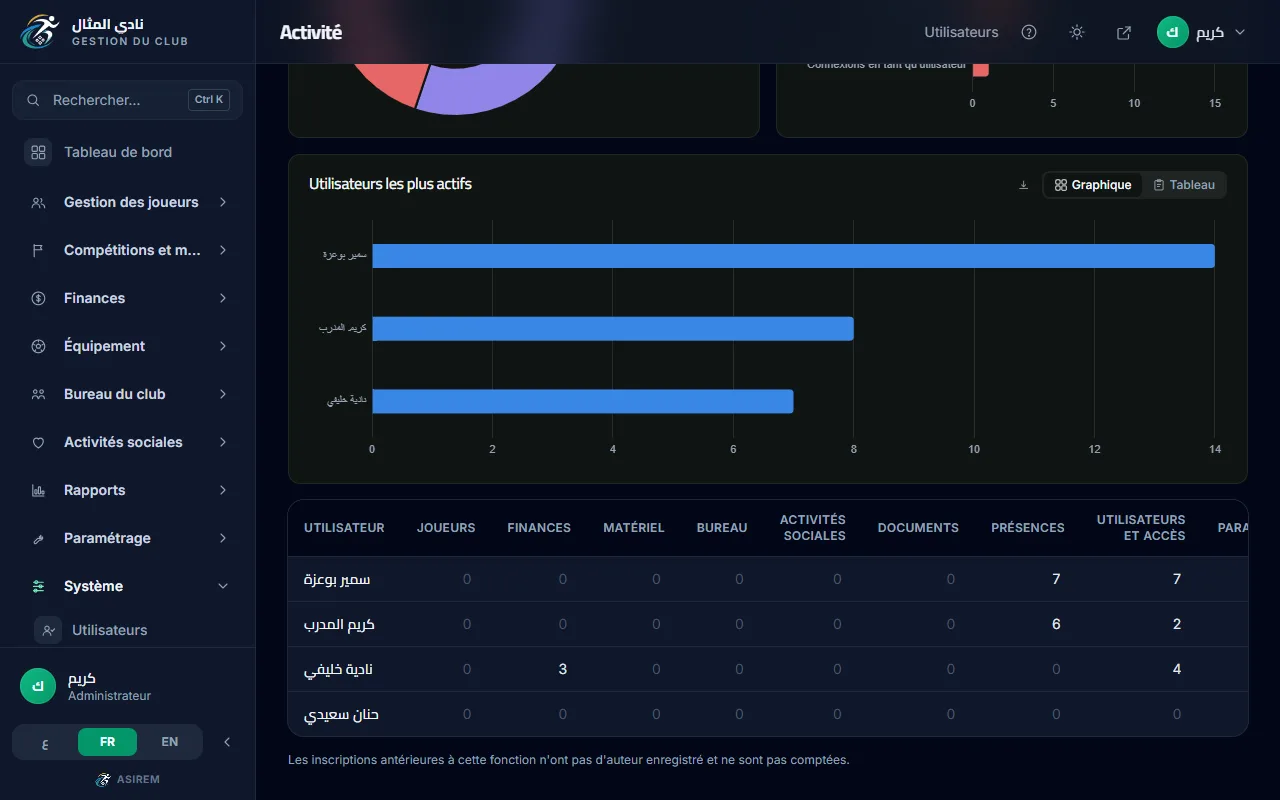 نادي المثال
GESTION DU CLUB
Rechercher...
Ctrl K
Tableau de bord
Gestion des joueurs
Compétitions et m...
Finances
Équipement
Bureau du club
Activités sociales
Rapports
Paramétrage
Système
Utilisateurs
ك
كريم
Administrateur
ع
FR
EN
ASIREM
Activité
Utilisateurs
ك
كريم
Connexions en tant qu'utilisateur
0 5 10 15
Utilisateurs les plus actifs
Graphique
Tableau
سمير بوعزة
كريم المدرب
نادية خليفي
0 2 4 6 8 10 12 14
UTILISATEUR JOUEURS FINANCES MATÉRIEL BUREAU ACTIVITÉS SOCIALES DOCUMENTS PRÉSENCES UTILISATEURS ET ACCÈS PARA
سمير بوعزة 0 0 0 0 0 0 7 7
كريم المدرب 0 0 0 0 0 0 6 2
نادية خليفي 0 3 0 0 0 0 0 4
حنان سعيدي 0 0 0 0 0 0 0 0
Les inscriptions antérieures à cette fonction n'ont pas d'auteur enregistré et ne sont pas comptées.